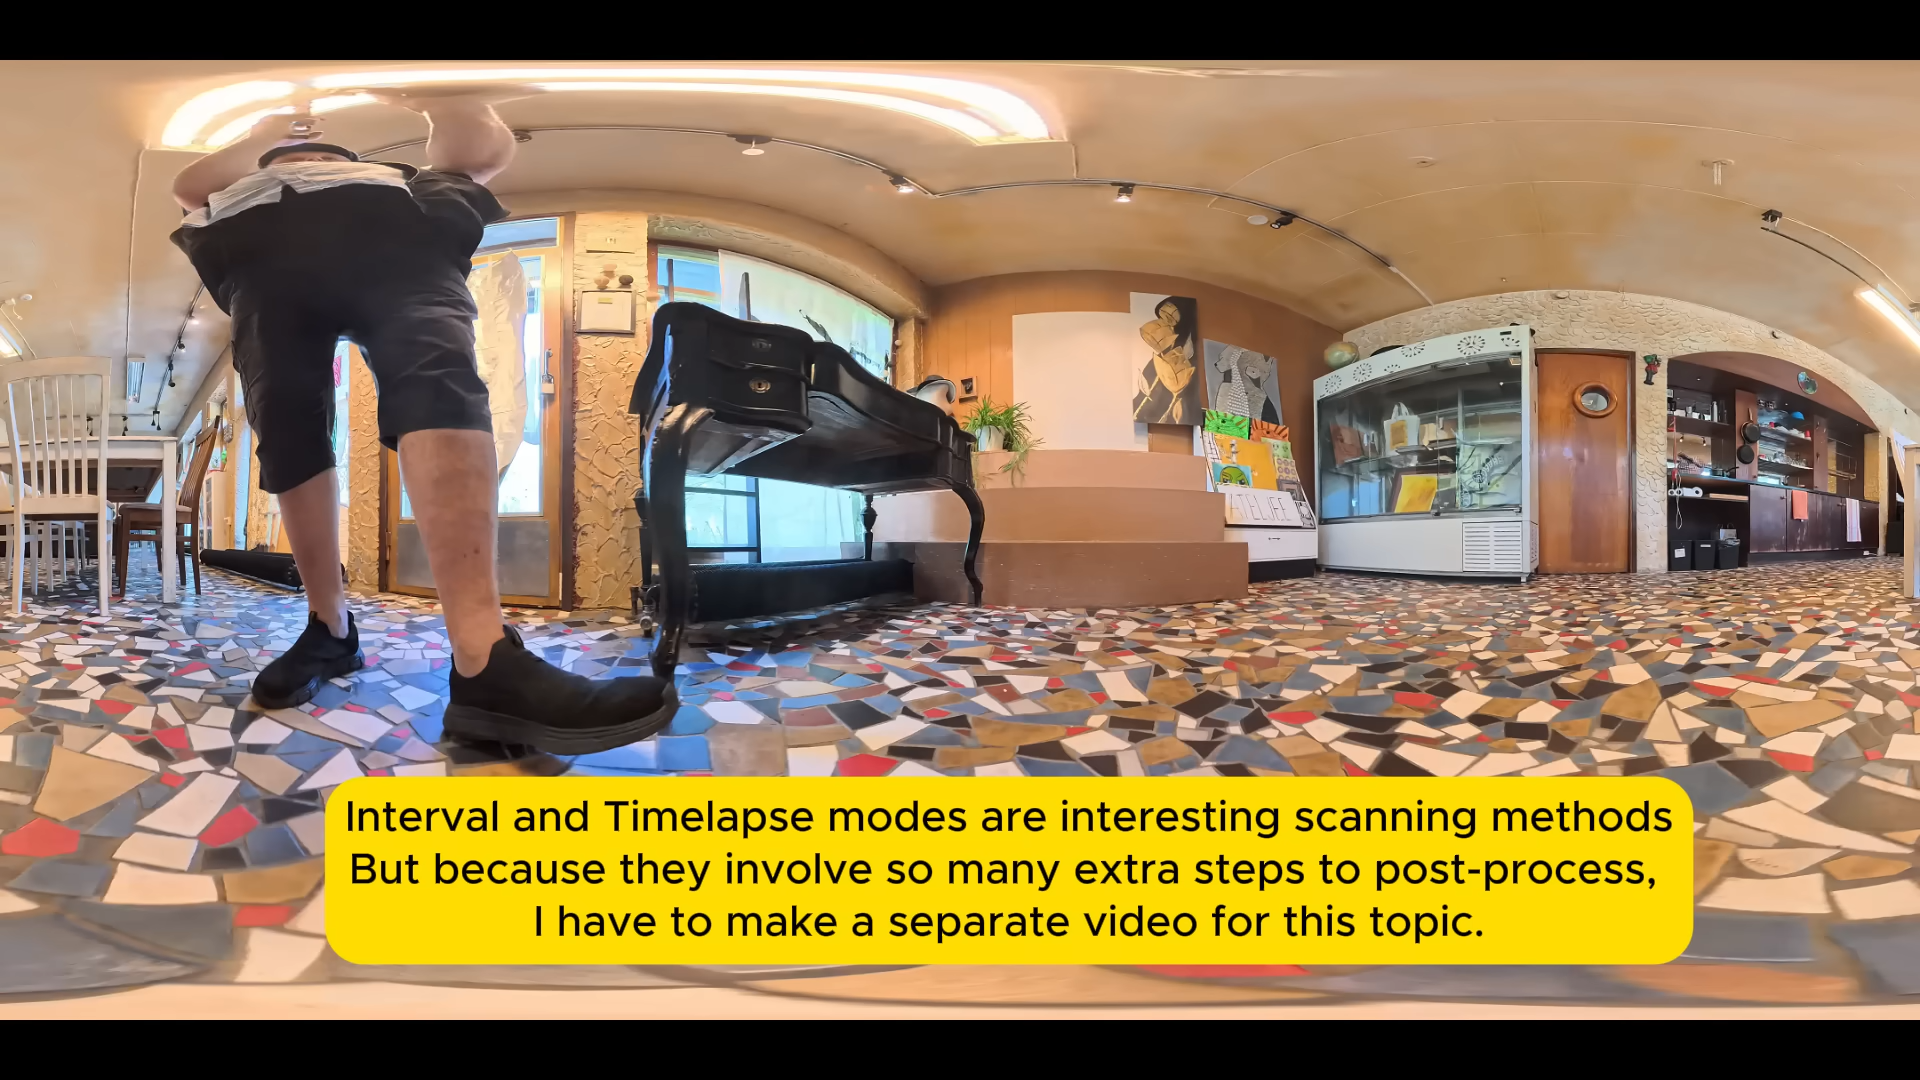 ATELJEE
Interval and Timelapse modes are interesting scanning methods
But because they involve so many extra steps to post-process,
I have to make a separate video for this topic.